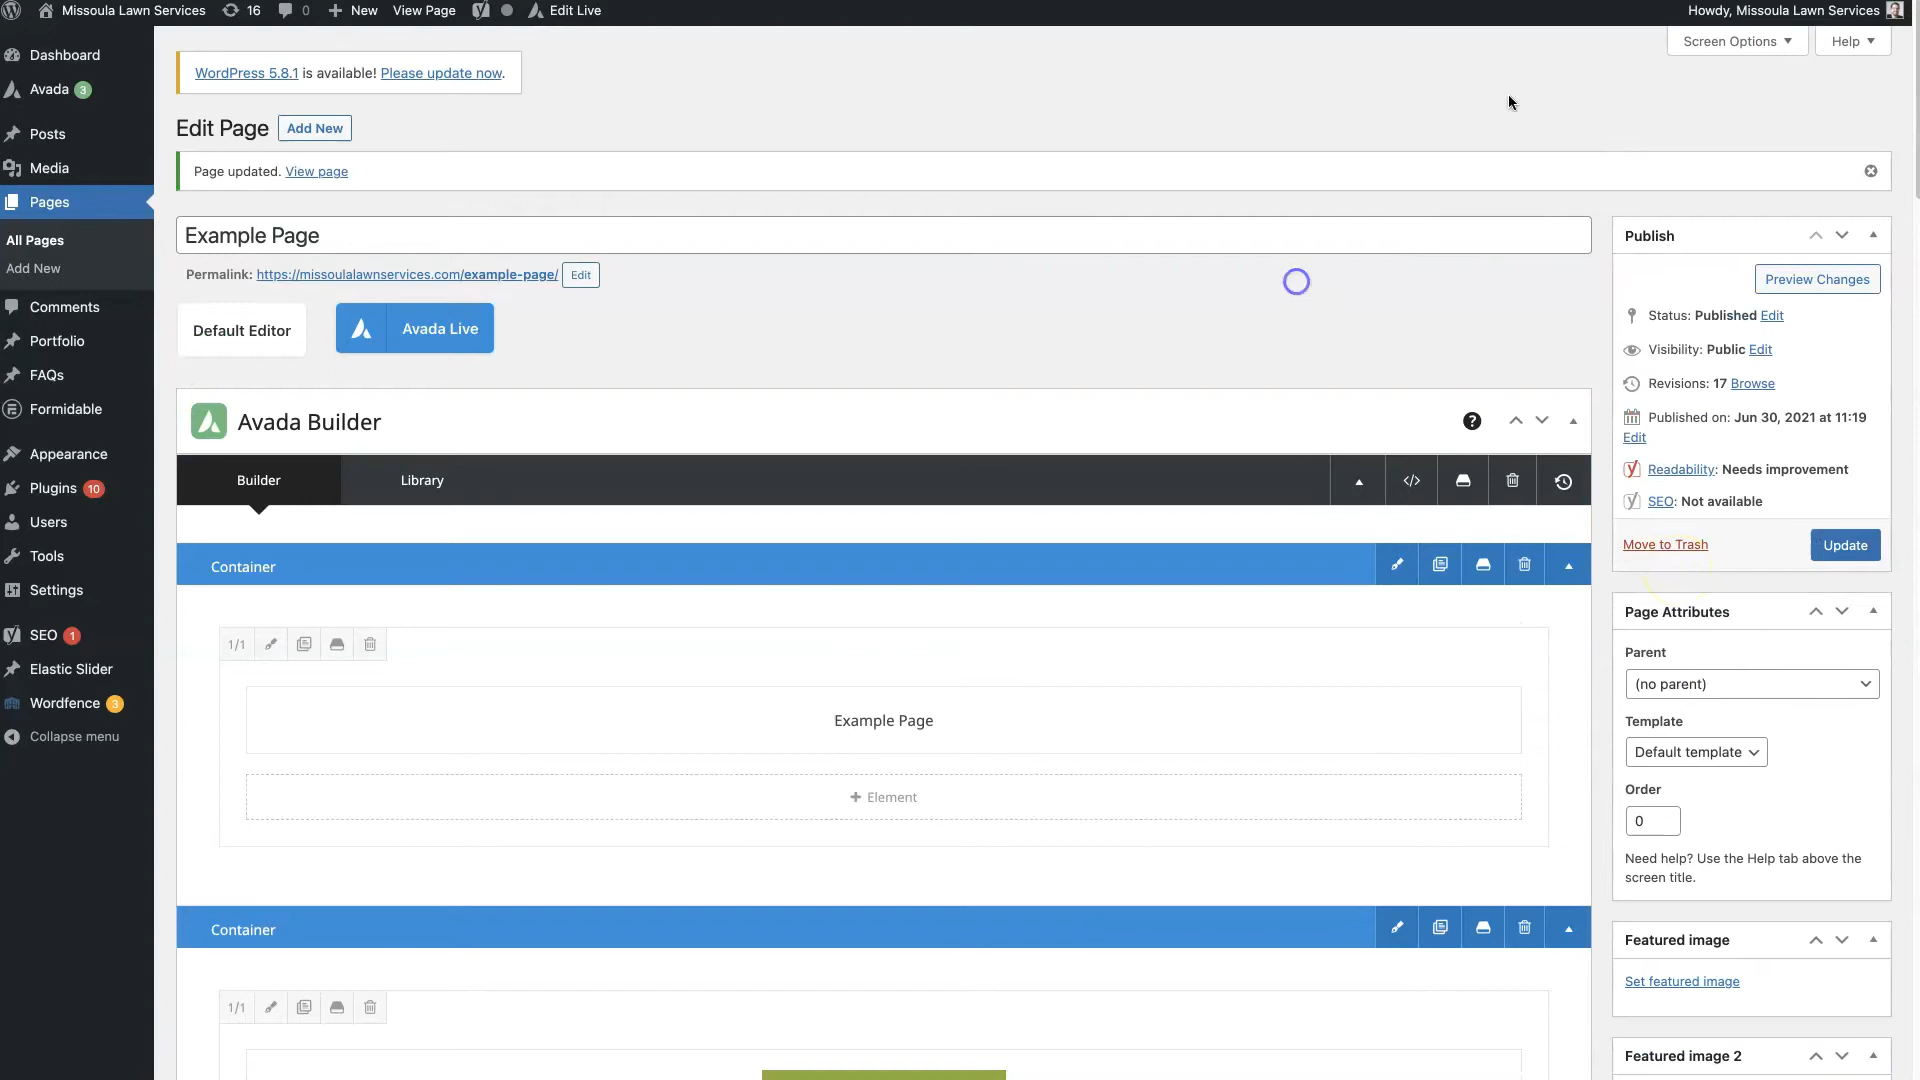 Missoula Lawn Services
16
0
New
View Page
Edit Live
Howdy, Missoula Lawn Services
Dashboard
Avada 3
Posts
Media
Pages
All Pages
Add New
Comments
Portfolio
FAQs
Formidable
Appearance
Plugins 10
Users
Tools
Settings
SEO 1
Elastic Slider
Wordfence 3
Collapse menu
Screen Options
Help
WordPress 5.8.1 is available! Please update now.
Edit Page
Add New
Page updated. View page
Example Page
Permalink: https://missoulalawnservices.com/example-page/ Edit
Default Editor
Avada Live
Avada Builder
?
Builder
Library
</>
Container
1/1
Example Page
+ Element
Container
1/1
Publish
Preview Changes
Status: Published Edit
Visibility: Public Edit
Revisions: 17 Browse
Published on: Jun 30, 2021 at 11:19
Edit
Readability: Needs improvement
SEO: Not available
Move to Trash
Update
Page Attributes
Parent
(no parent)
Template
Default template
Order
0
Need help? Use the Help tab above the
screen title.
Featured image
Set featured image
Featured image 2